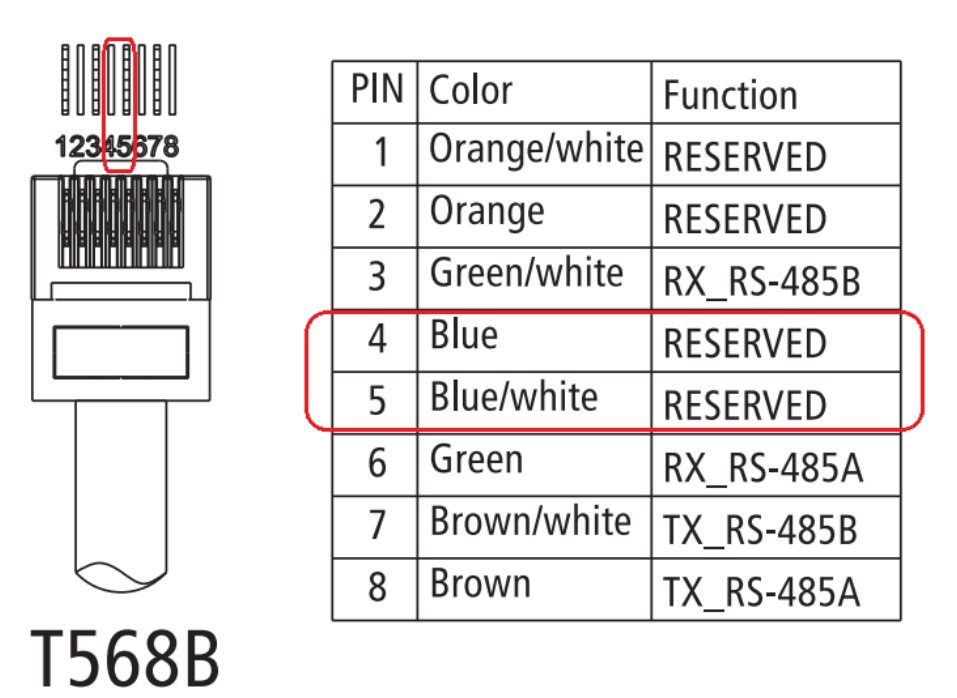 12345678
T568B
PIN Color Function
1 Orange/white RESERVED
2 Orange RESERVED
3 Green/white RX_RS-485B
4 Blue RESERVED
5 Blue/white RESERVED
6 Green RX_RS-485A
7 Brown/white TX_RS-485B
8 Brown TX_RS-485A